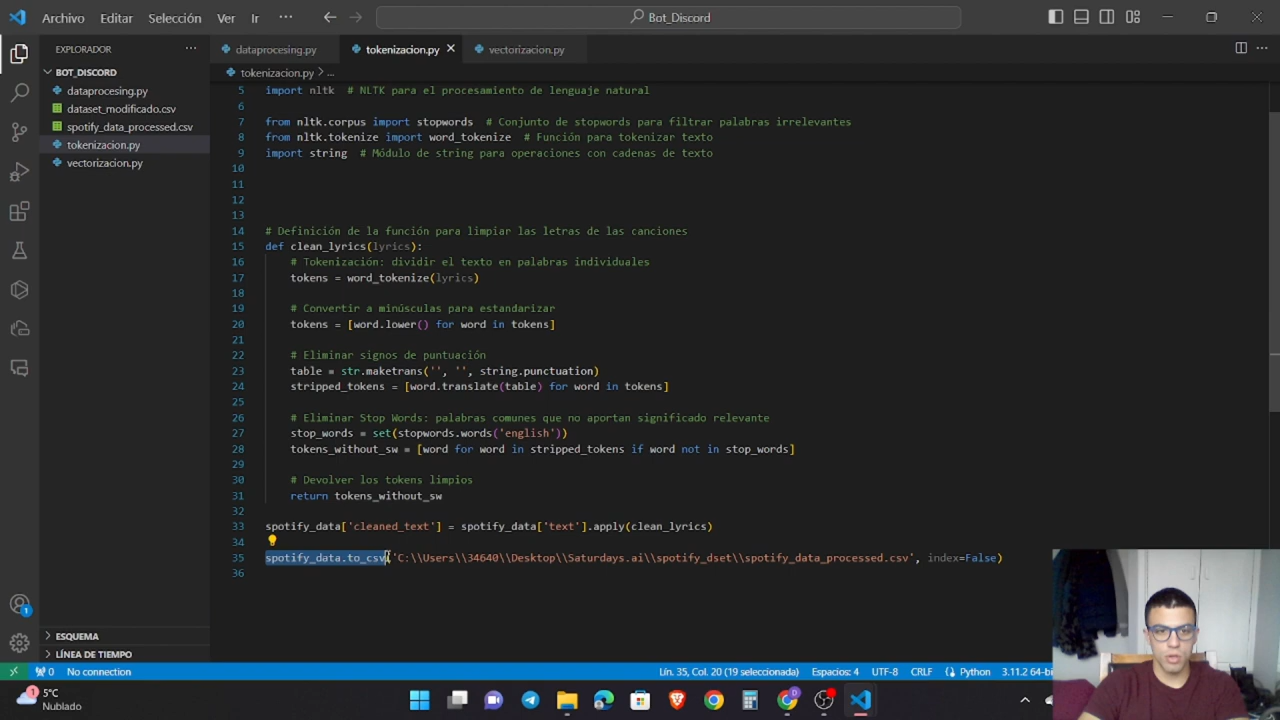 Archivo Editar Selección Ver Ir ··· Bot_Discord
EXPLORADOR ···
BOT_DISCORD
dataprocesing.py
dataset_modificado.csv
spotify_data_processed.csv
tokenizacion.py
vectorizacion.py
ESQUEMA
LÍNEA DE TIEMPO
dataprocesing.py tokenizacion.py vectorizacion.py
tokenizacion.py > ...
5 import nltk # NLTK para el procesamiento de lenguaje natural
6
7 from nltk.corpus import stopwords # Conjunto de stopwords para filtrar palabras irrelevantes
8 from nltk.tokenize import word_tokenize # Función para tokenizar texto
9 import string # Módulo de string para operaciones con cadenas de texto
10
11
12
13
14 # Definición de la función para limpiar las letras de las canciones
15 def clean_lyrics(lyrics):
16 # Tokenización: dividir el texto en palabras individuales
17 tokens = word_tokenize(lyrics)
18
19 # Convertir a minúsculas para estandarizar
20 tokens = [word.lower() for word in tokens]
21
22 # Eliminar signos de puntuación
23 table = str.maketrans('', '', string.punctuation)
24 stripped_tokens = [word.translate(table) for word in tokens]
25
26 # Eliminar Stop Words: palabras comunes que no aportan significado relevante
27 stop_words = set(stopwords.words('english'))
28 tokens_without_sw = [word for word in stripped_tokens if word not in stop_words]
29
30 # Devolver los tokens limpios
31 return tokens_without_sw
32
33 spotify_data['cleaned_text'] = spotify_data['text'].apply(clean_lyrics)
34
35 spotify_data.to_csv('C:\\Users\\34640\\Desktop\\Saturdays.ai\\spotify_dset\\spotify_data_processed.csv', index=False)
36
0 No connection Lín. 35, Col. 20 (19 seleccionada) Espacios: 4 UTF-8 CRLF Python 3.11.2 64-bi
1
1 5°C
Nublado